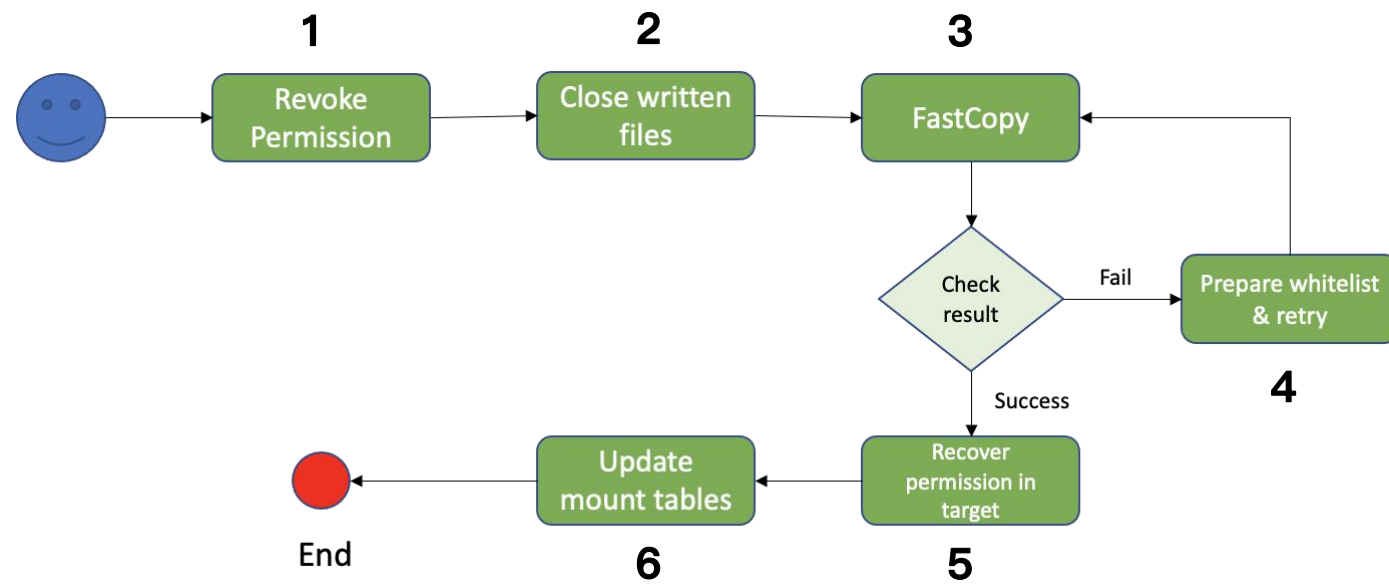 1
2
3
Revoke
Permission
Close written
files
FastCopy
Check
result
Fail
Prepare whitelist
& retry
4
Success
Recover
permission in
target
Update
mount tables
End
6
5